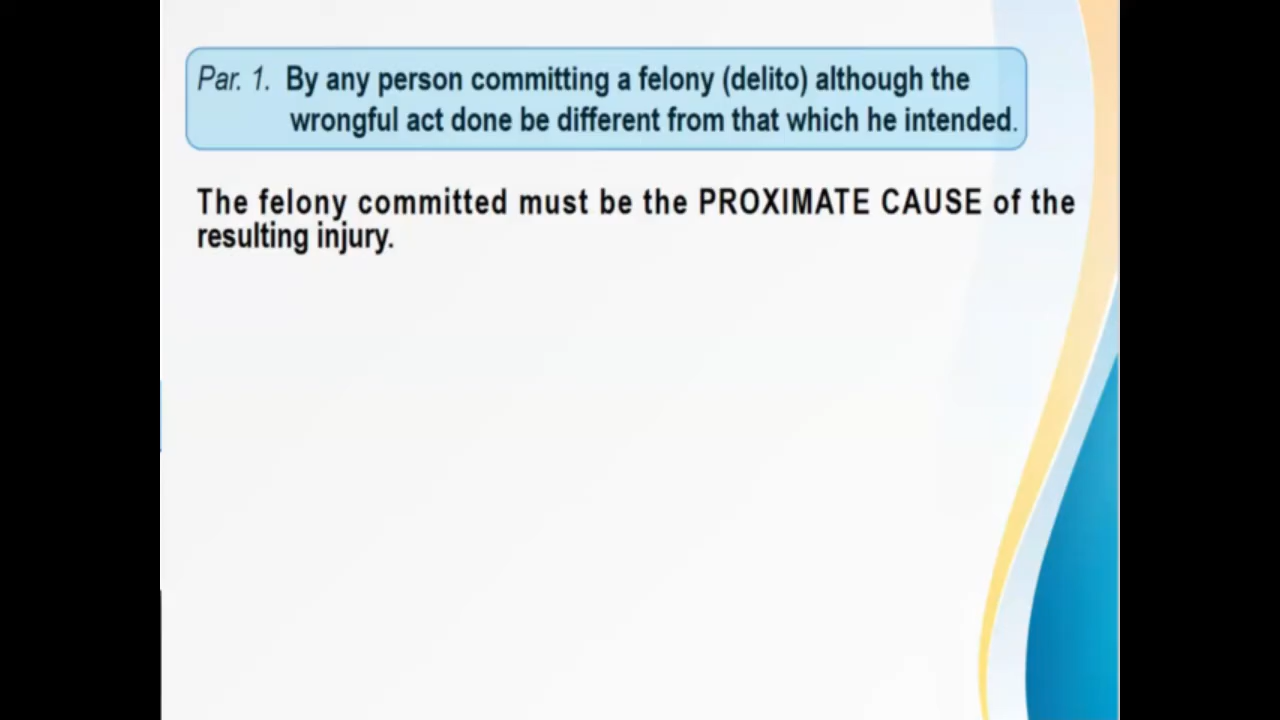 Par. 1. By any person committing a felony (delito) although the
wrongful act done be different from that which he intended.
The felony committed must be the PROXIMATE CAUSE of the
resulting injury.